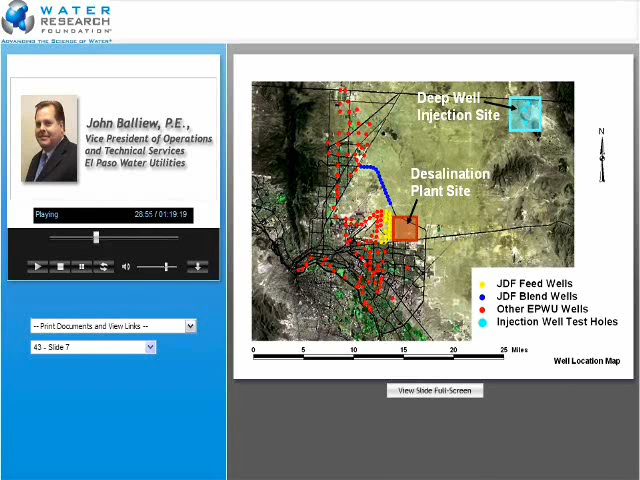 WATER
RESEARCH
FOUNDATION®
ADVANCING THE SCIENCE OF WATER®
John Balliew, P.E.,
Vice President of Operations
and Technical Services
El Paso Water Utilities
Playing 28:55 / 01:19:19
-- Print Documents and View Links --
43 - Slide 7
Deep Well
Injection Site
Desalination
Plant Site
N
JDF Feed Wells
JDF Blend Wells
Other EPWU Wells
Injection Well Test Holes
0 5 10 15 20 25 Miles
Well Location Map
View Slide Full-Screen